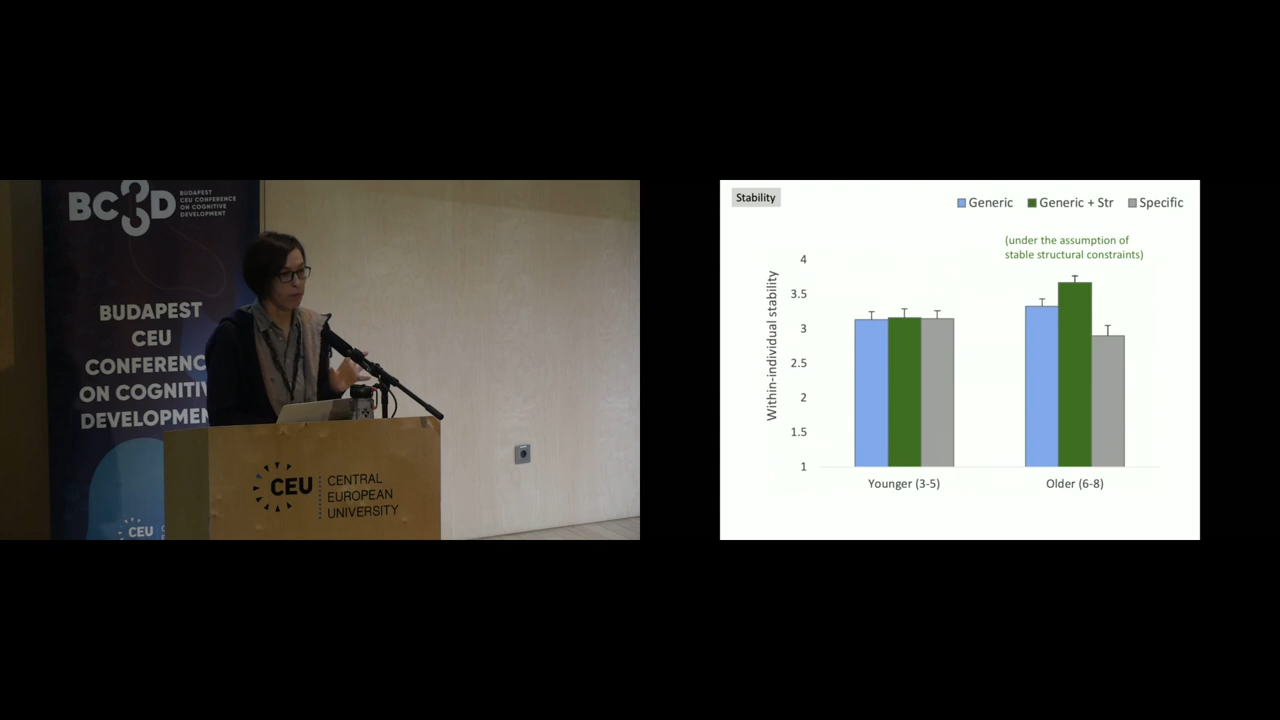 BC3D
BUDAPEST
CEU CONFERENCE
ON COGNITIVE
DEVELOPMENT
BUDAPEST
CEU
CONFERENC
ON COGNITIV
DEVELOPMEN
CEU
CEU
CENTRAL
EUROPEAN
UNIVERSITY
Stability
Generic Generic + Str Specific
(under the assumption of
stable structural constraints)
Within-individual stability
4
3.5
3
2.5
2
1.5
1
Younger (3-5) Older (6-8)